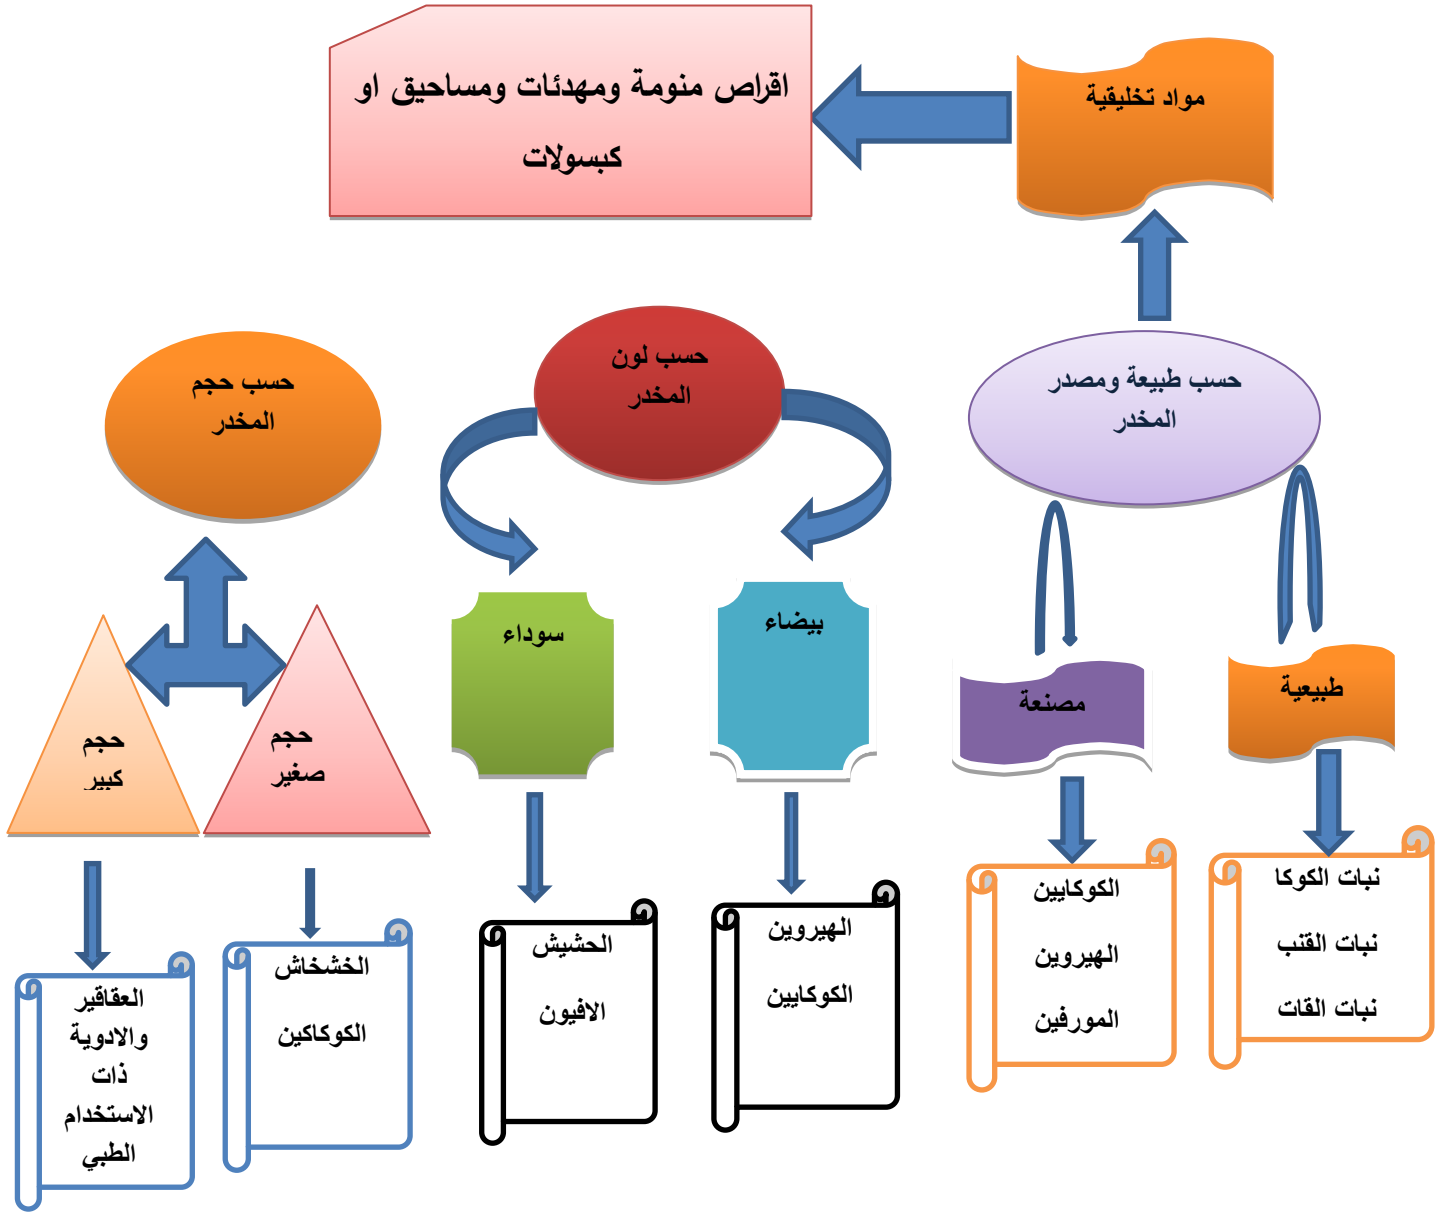 مواد تخليقية
اقراص منومة ومهدئات ومساحيق او
كبسولات
حسب طبيعة ومصدر
المخدر
حسب لون
المخدر
حسب حجم
المخدر
طبيعية
مصنعة
بيضاء
سوداء
حجم
صغير
حجم
كبير
نبات الكوكا
نبات القنب
نبات القات
الكوكايين
الهيروين
المورفين
الهيروين
الكوكايين
الحشيش
الافيون
الخشخاش
الكوكاكين
العقاقير
والادوية
ذات
الاستخدام
الطبي